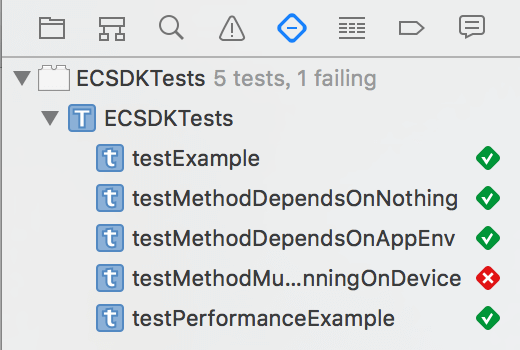 ECSDKTests 5 tests, 1 failing
T ECSDKTests
t testExample
t testMethodDependsOnNothing
t testMethodDependsOnAppEnv
t testMethodMu...nningOnDevice
t testPerformanceExample